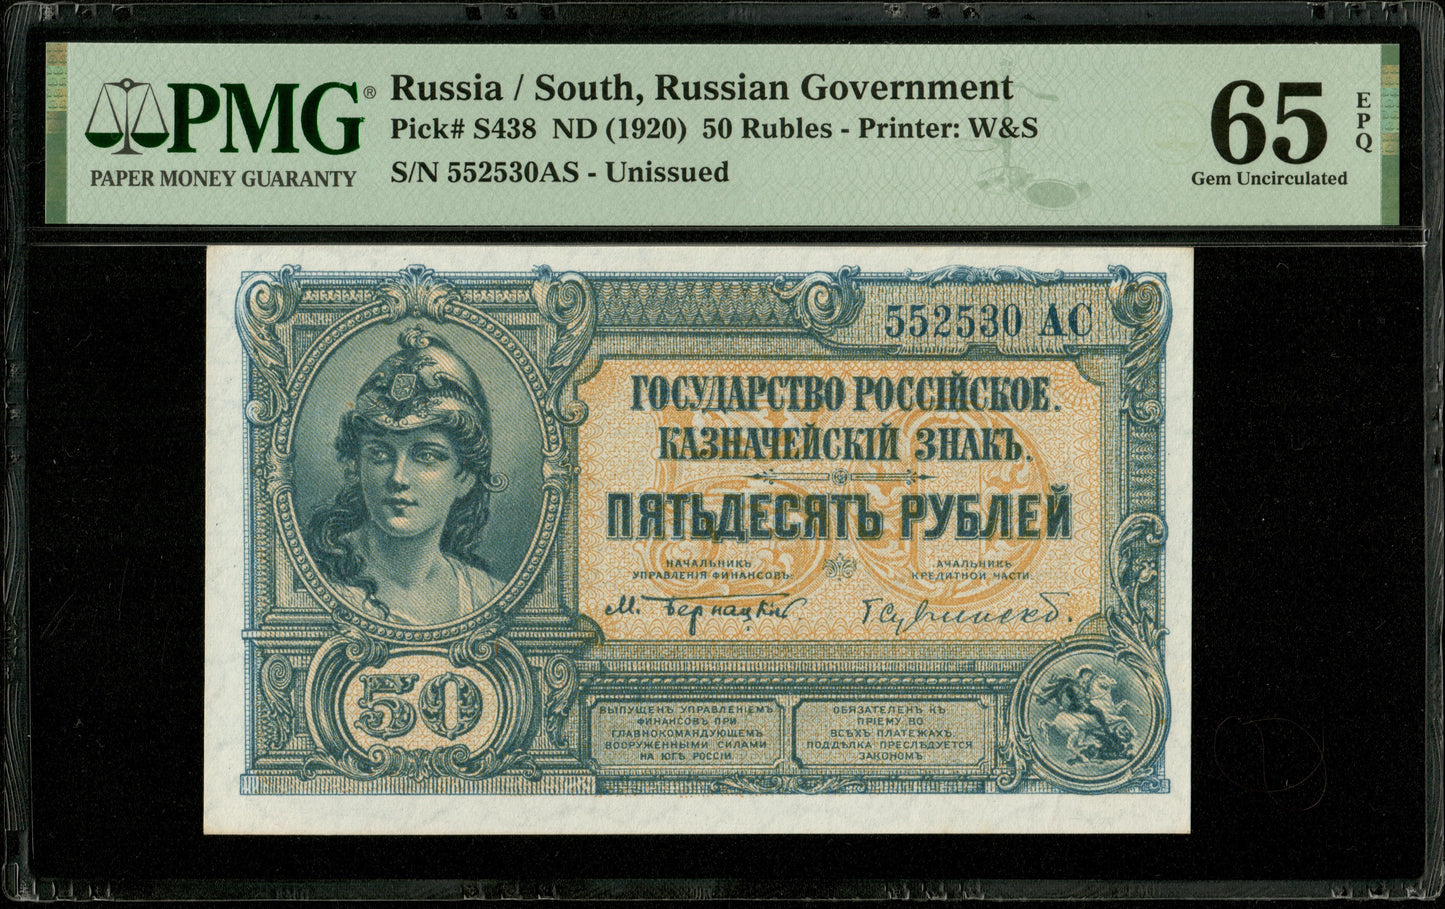 PMG®
PAPER MONEY GUARANTY
Russia / South, Russian Government
Pick# S438 ND (1920) 50 Rubles - Printer: W&S
S/N 552530AS - Unissued
65
EPQ
Gem Uncirculated
552530 АС
ГОСУДАРСТВО РОССІЙСКОЕ.
КАЗНАЧЕЙСКІЙ ЗНАКЪ.
ПЯТЬДЕСЯТЪ РУБЛЕЙ
НАЧАЛЬНИКЪ
УПРАВЛЕНІЯ ФИНАНСОВЪ:
АЧАЛЬНИКЪ
КРЕДИТНОЙ ЧАСТИ.
М. Бернацкій
50
ВЫПУЩЕНЪ УПРАВЛЕНІЕМЪ
ФИНАНСОВЪ ПРИ
ГЛАВНОКОМАНДУЮЩЕМЪ
ВООРУЖЕННЫМИ СИЛАМИ
НА ЮГѢ РОССІИ
ОБЯЗАТЕЛЕНЪ КЪ
ПРІЕМУ ВО
ВСѢХЪ ПЛАТЕЖАХЪ.
ПОДДѢЛКА ПРЕСЛѢДУЕТСЯ
ЗАКОНОМЪ